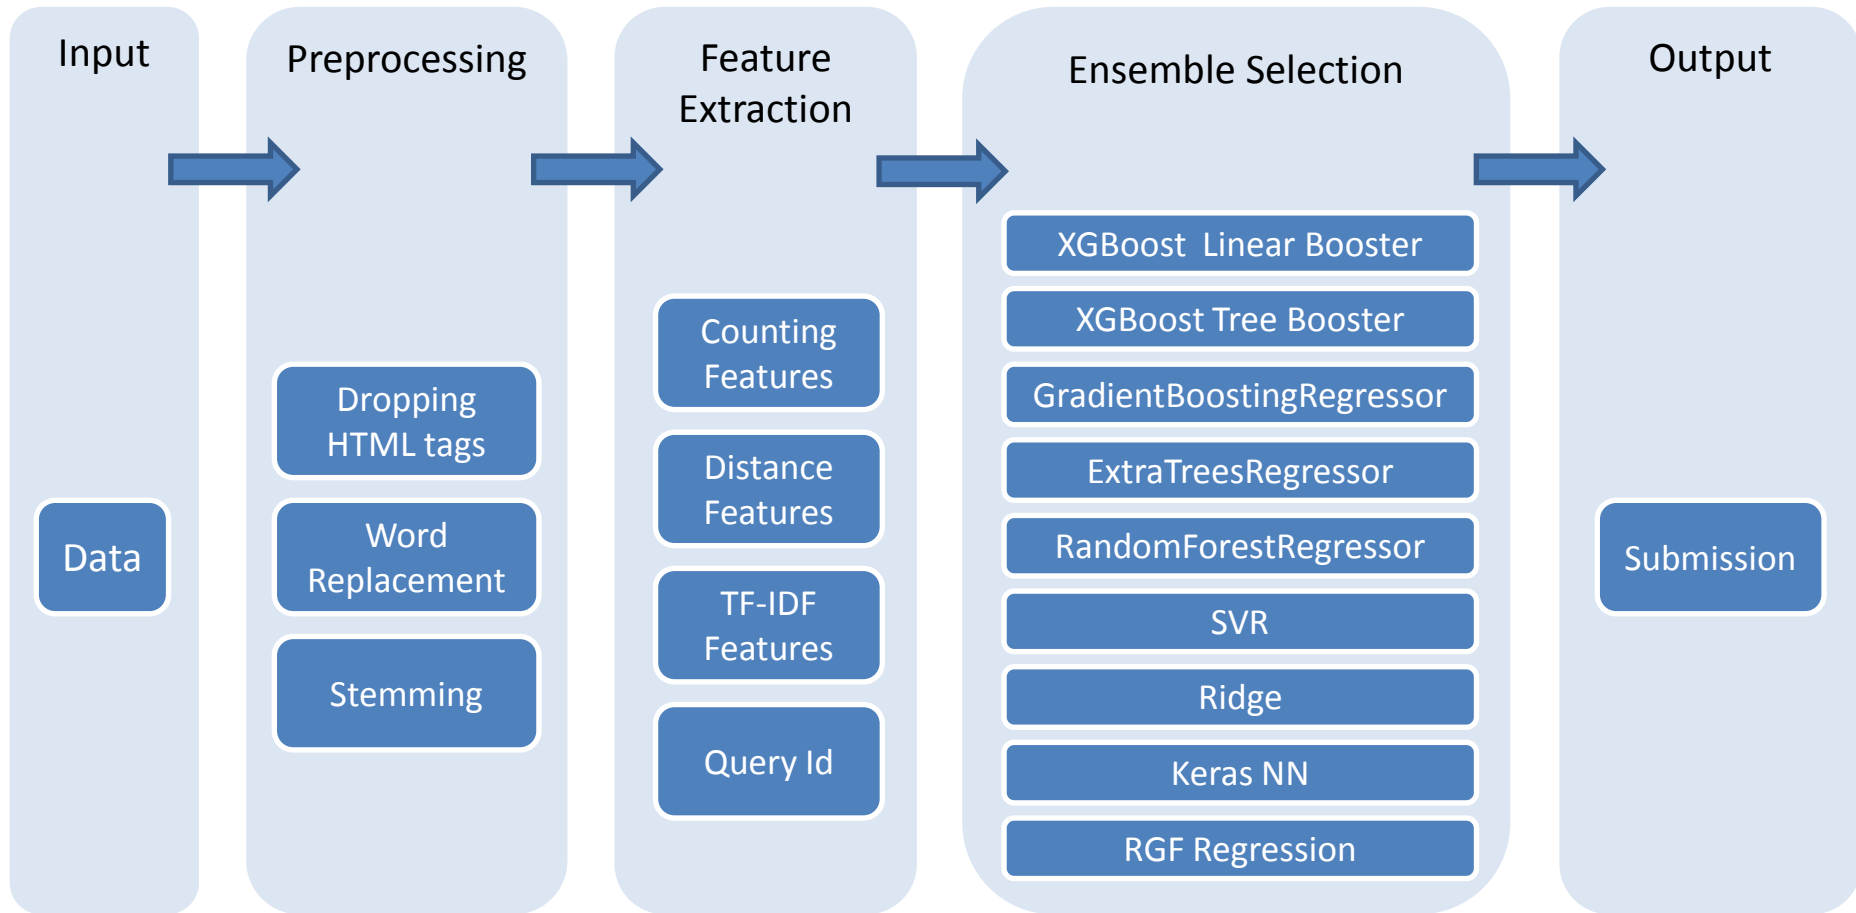 Input
Data
Preprocessing
Dropping
HTML tags
Word
Replacement
Stemming
Feature
Extraction
Counting
Features
Distance
Features
TF-IDF
Features
Query Id
Ensemble Selection
XGBoost Linear Booster
XGBoost Tree Booster
GradientBoostingRegressor
ExtraTreesRegressor
RandomForestRegressor
SVR
Ridge
Keras NN
RGF Regression
Output
Submission